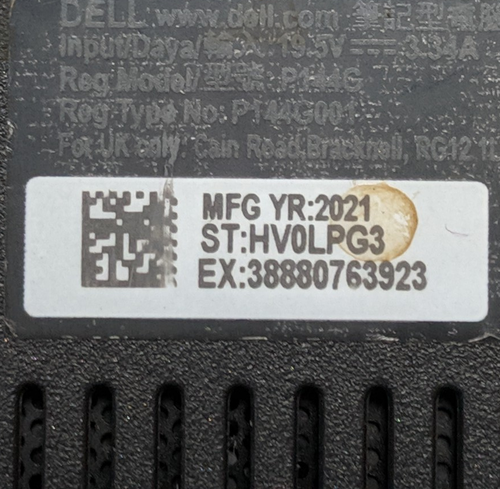 DELL www.dell.com 筆記型電
Input/Daya/輸入: 19.5V ⎓ 3.34A
Reg Model/型號: P144G
Reg Type No: P144G001
For UK only: Cain Road,Bracknell, RG12 1L
MFG YR:2021
ST:HV0LPG3
EX:38880763923